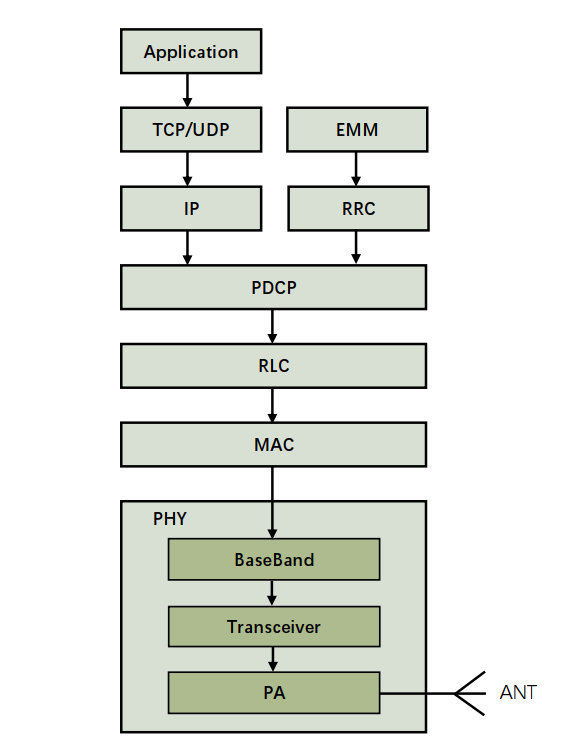 Application
TCP/UDP
EMM
IP
RRC
PDCP
RLC
MAC
PHY
BaseBand
Transceiver
PA
ANT